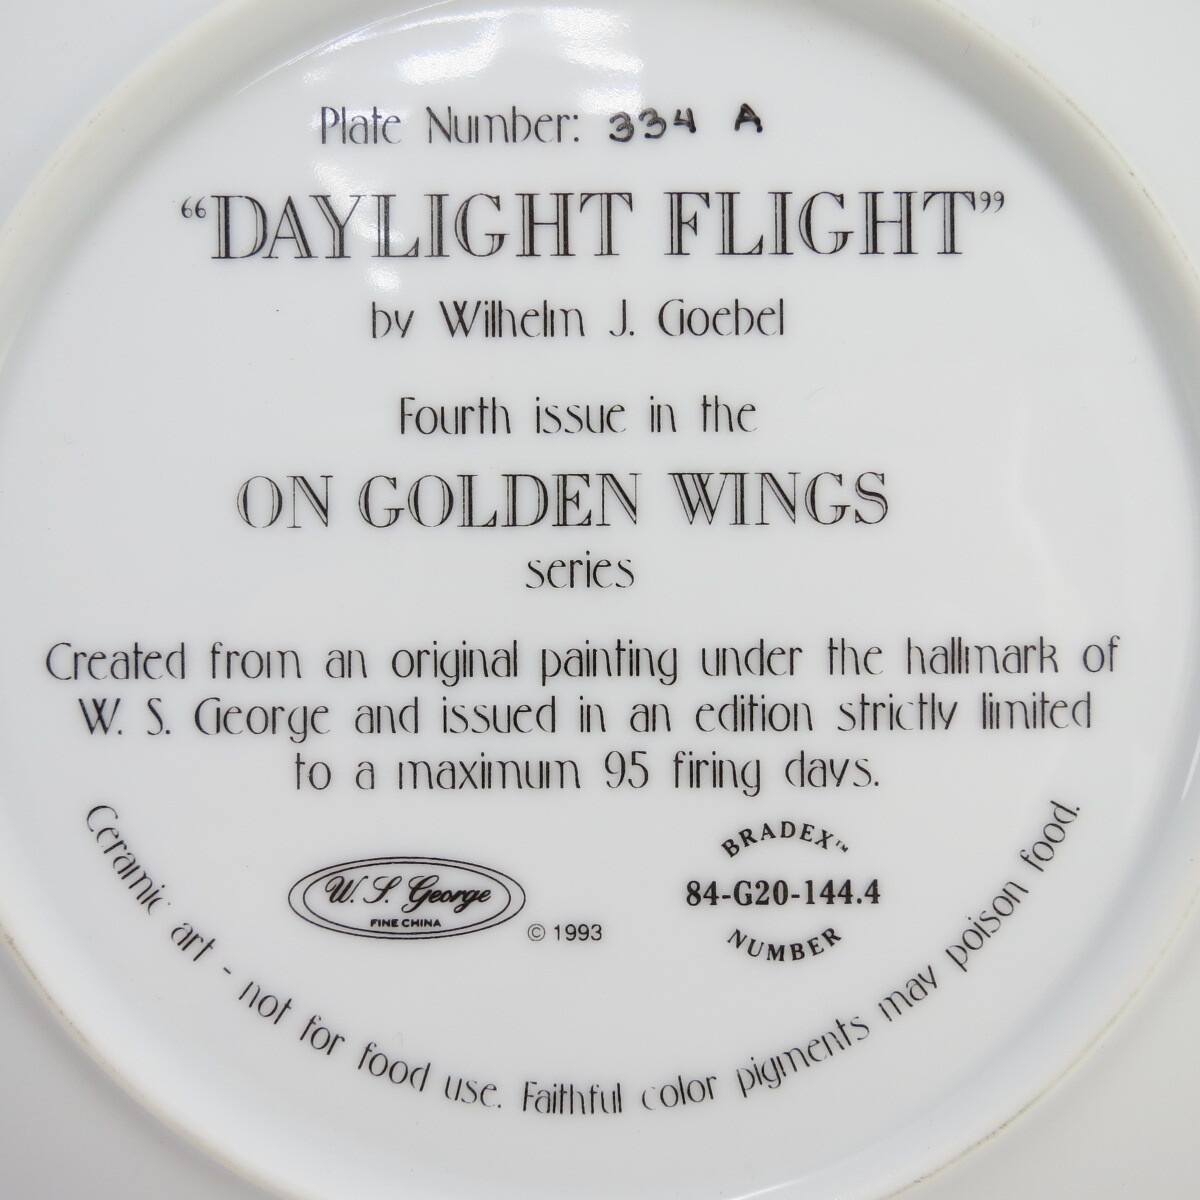 Plate Number: 334 A
“DAYLIGHT FLIGHT”
by Wilhelm J. Goebel
Fourth issue in the
ON GOLDEN WINGS
series
Created from an original painting under the hallmark of
W. S. George and issued in an edition strictly limited
to a maximum 95 firing days.
W. S. George
FINE CHINA
© 1993
BRADEX™
84-G20-144.4
NUMBER
Ceramic art - not for food use. Faithful color pigments may poison food.